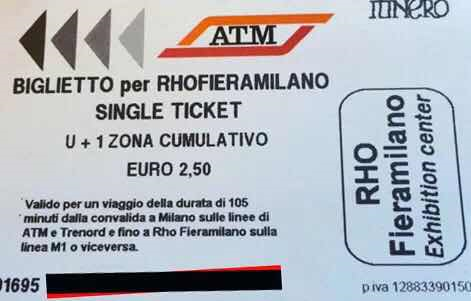 ITINERO
ATM
BIGLIETTO per RHOFIERAMILANO
SINGLE TICKET
U + 1 ZONA CUMULATIVO
EURO 2,50
Valido per un viaggio della durata di 105
minuti dalla convalida a Milano sulle linee di
ATM e Trenord e fino a Rho Fieramilano sulla
linea M1 o viceversa.
RHO
Fieramilano
Exhibition center
01695
p iva 12883390150